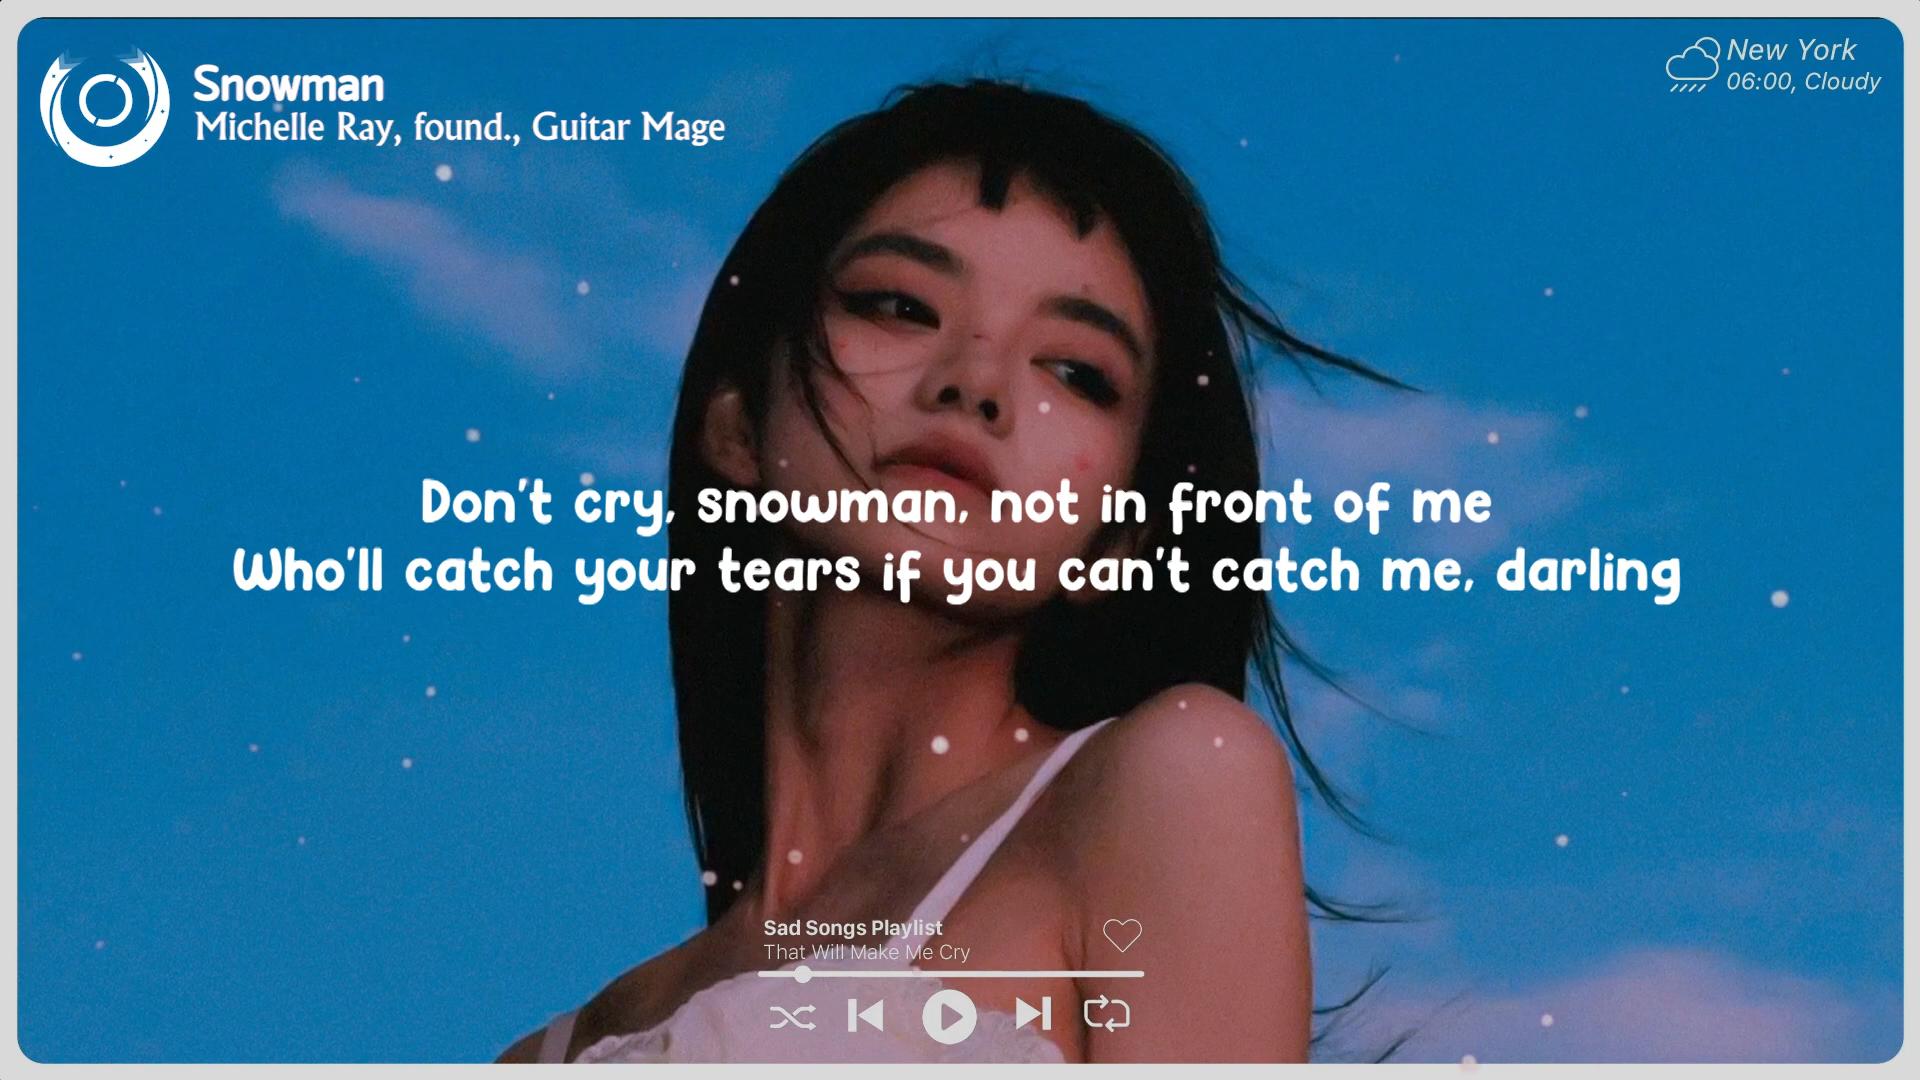 Snowman
Michelle Ray, found., Guitar Mage
New York
06:00, Cloudy
Don't cry, snowman, not in front of me
Who'll catch your tears if you can't catch me, darling
Sad Songs Playlist
That Will Make Me Cry